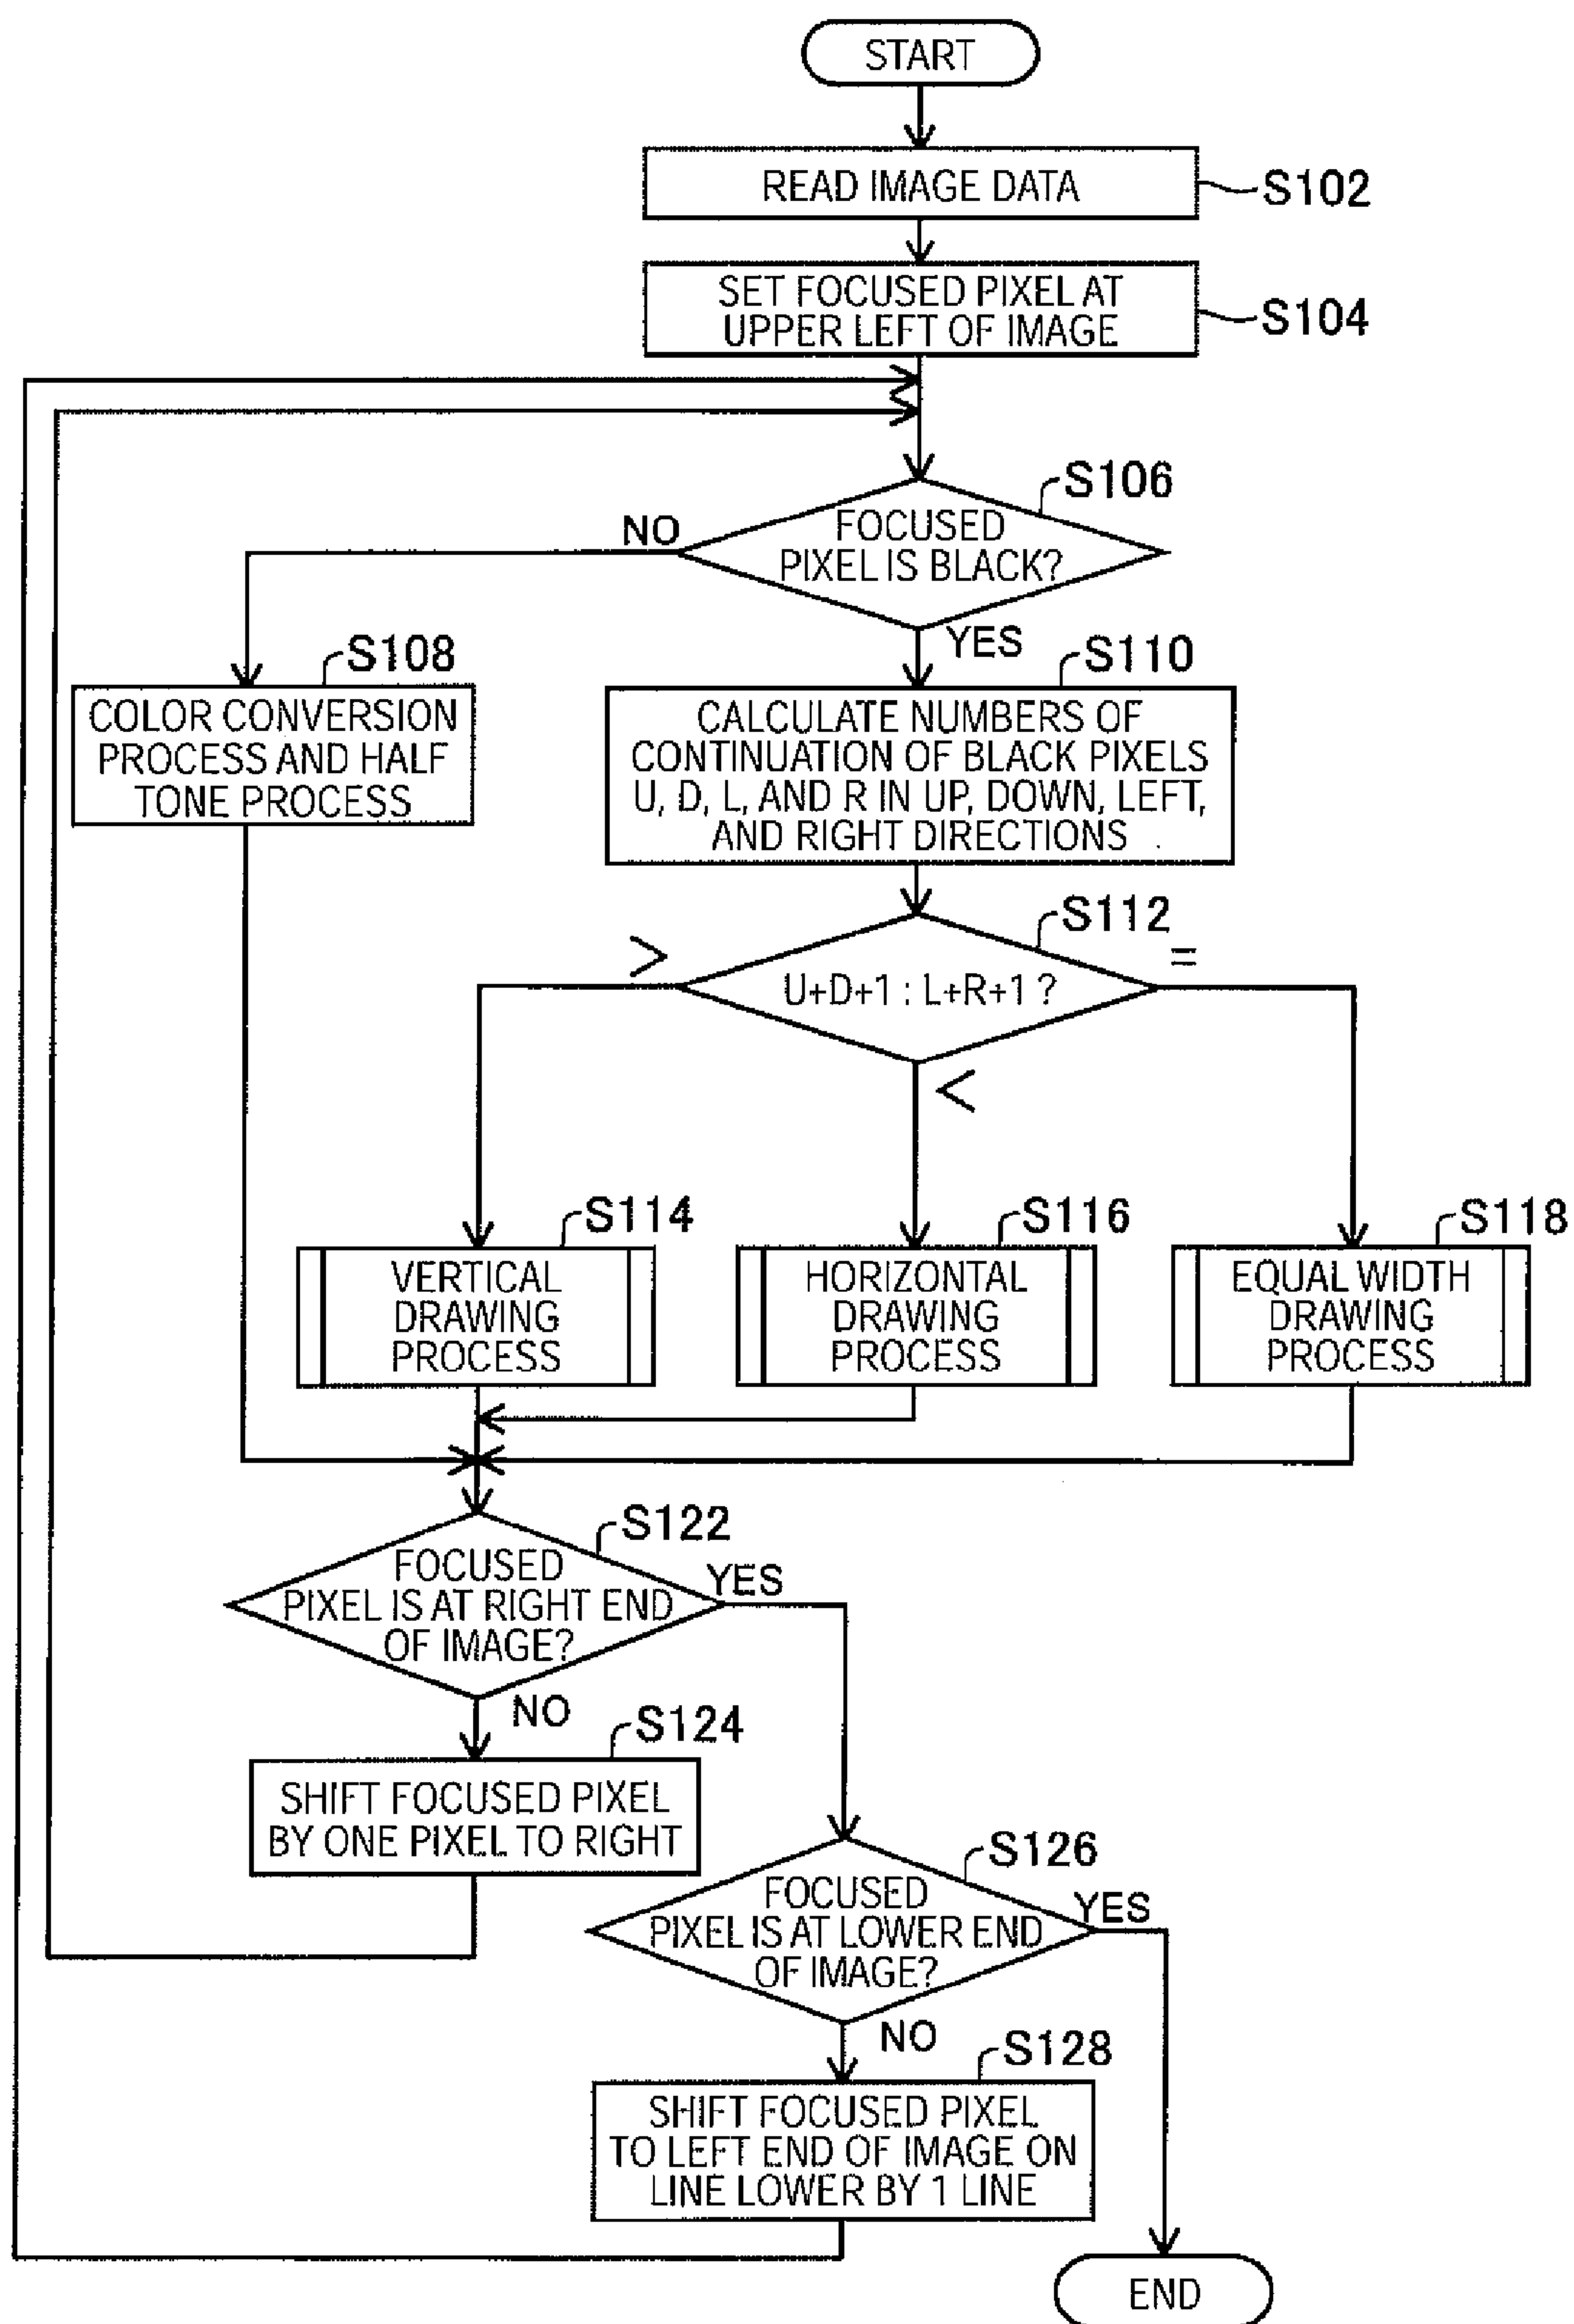 START
READ IMAGE DATA
S102
SET FOCUSED PIXEL AT
UPPER LEFT OF IMAGE
S104
S106
FOCUSED
PIXEL IS BLACK?
NO
YES
S108
COLOR CONVERSION
PROCESS AND HALF
TONE PROCESS
S110
CALCULATE NUMBERS OF
CONTINUATION OF BLACK PIXELS
U, D, L, AND R IN UP, DOWN, LEFT,
AND RIGHT DIRECTIONS
S112
U+D+1 : L+R+1 ?
>
<
=
S114
VERTICAL
DRAWING
PROCESS
S116
HORIZONTAL
DRAWING
PROCESS
S118
EQUAL WIDTH
DRAWING
PROCESS
S122
FOCUSED
PIXEL IS AT RIGHT END
OF IMAGE?
YES
NO
S124
SHIFT FOCUSED PIXEL
BY ONE PIXEL TO RIGHT
S126
FOCUSED
PIXEL IS AT LOWER END
OF IMAGE?
YES
NO
S128
SHIFT FOCUSED PIXEL
TO LEFT END OF IMAGE ON
LINE LOWER BY 1 LINE
END